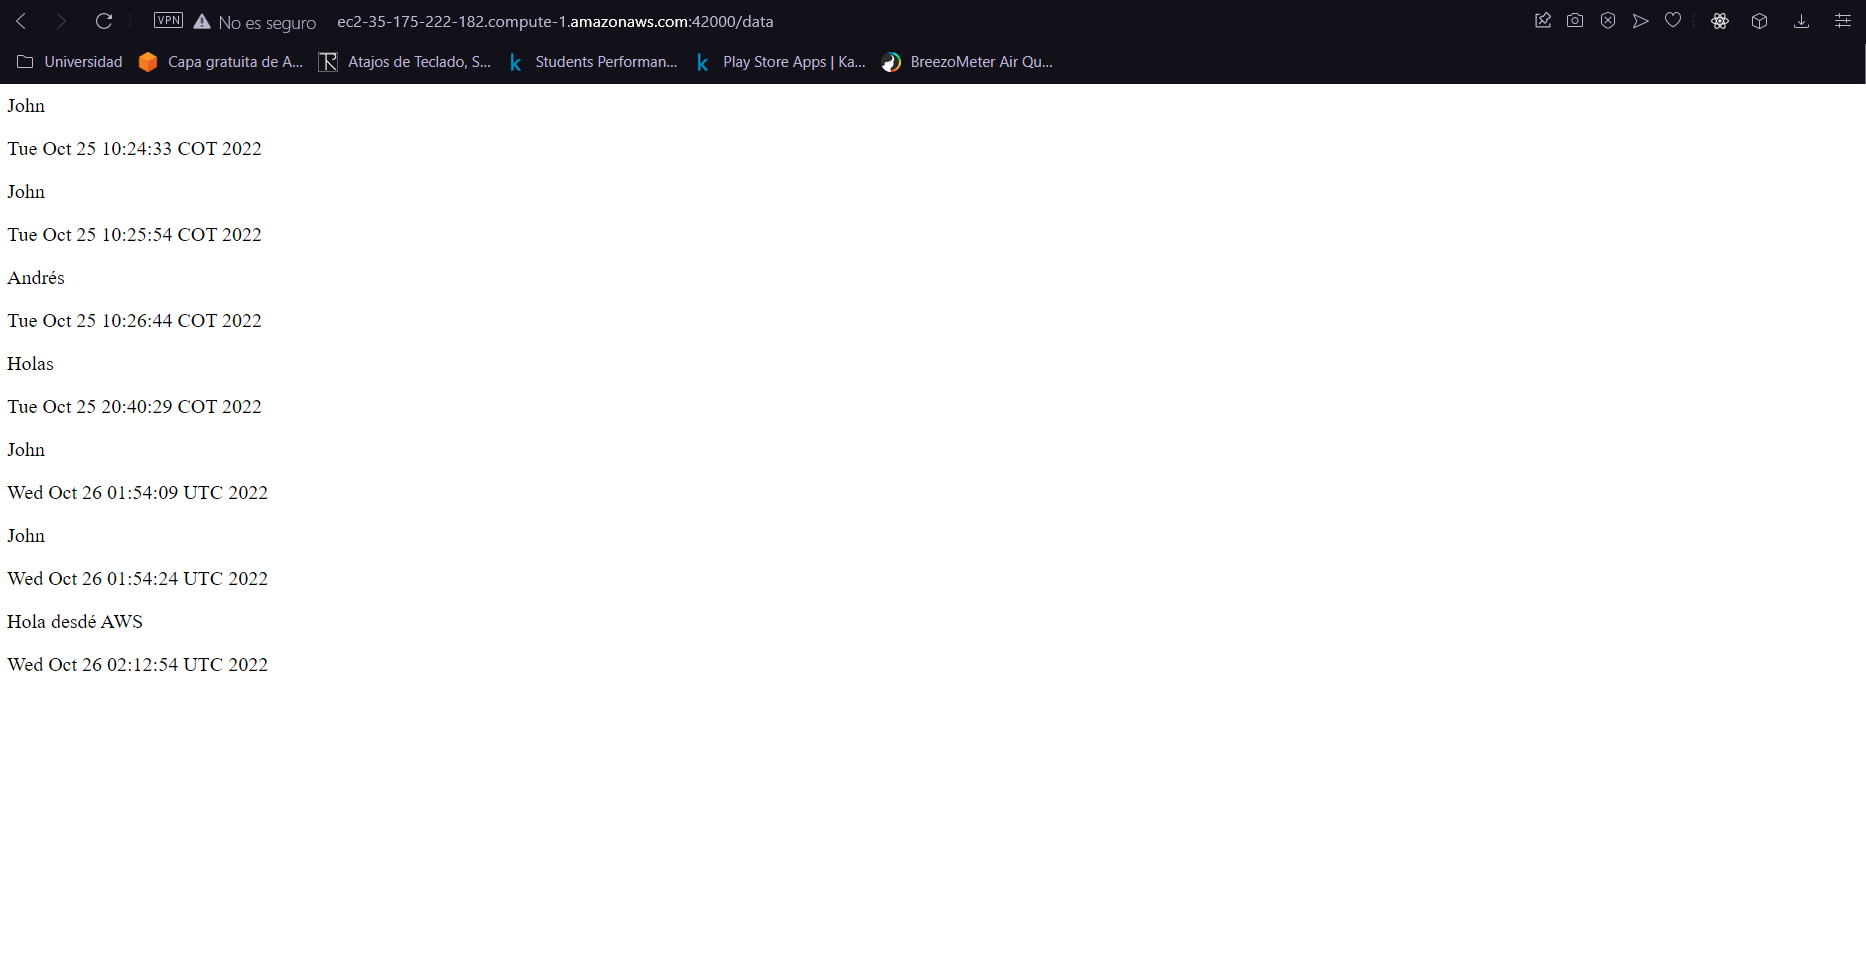 VPN No es seguro ec2-35-175-222-182.compute-1.amazonaws.com:42000/data
Universidad Capa gratuita de A... Atajos de Teclado, S... Students Performan... Play Store Apps | Ka... BreezoMeter Air Qu...
John
Tue Oct 25 10:24:33 COT 2022
John
Tue Oct 25 10:25:54 COT 2022
Andrés
Tue Oct 25 10:26:44 COT 2022
Holas
Tue Oct 25 20:40:29 COT 2022
John
Wed Oct 26 01:54:09 UTC 2022
John
Wed Oct 26 01:54:24 UTC 2022
Hola desdé AWS
Wed Oct 26 02:12:54 UTC 2022